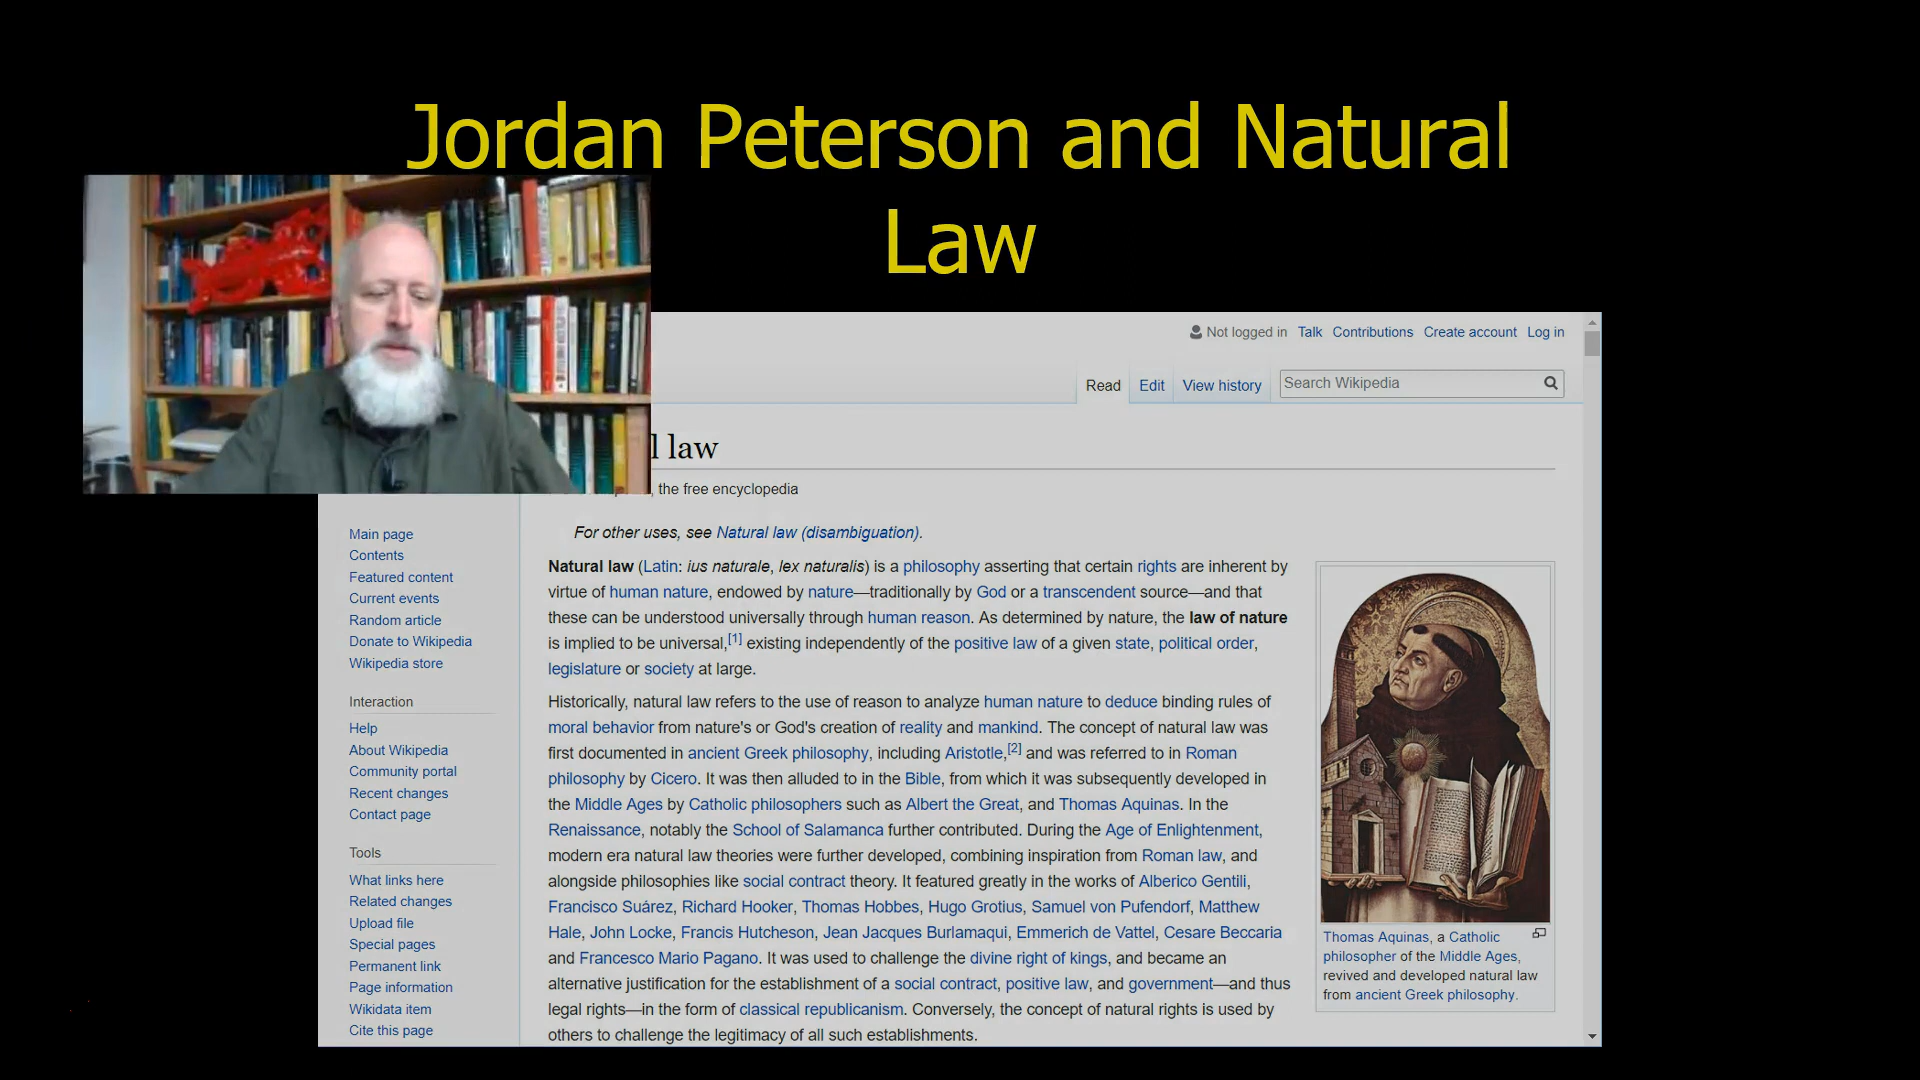 Jordan Peterson and Natural
Law
Not logged in Talk Contributions Create account Log in
Read Edit View history Search Wikipedia
law
, the free encyclopedia
For other uses, see Natural law (disambiguation).
Natural law (Latin: ius naturale, lex naturalis) is a philosophy asserting that certain rights are inherent by
virtue of human nature, endowed by nature—traditionally by God or a transcendent source—and that
these can be understood universally through human reason. As determined by nature, the law of nature
is implied to be universal,[1] existing independently of the positive law of a given state, political order,
legislature or society at large.
Historically, natural law refers to the use of reason to analyze human nature to deduce binding rules of
moral behavior from nature's or God's creation of reality and mankind. The concept of natural law was
first documented in ancient Greek philosophy, including Aristotle,[2] and was referred to in Roman
philosophy by Cicero. It was then alluded to in the Bible, from which it was subsequently developed in
the Middle Ages by Catholic philosophers such as Albert the Great, and Thomas Aquinas. In the
Renaissance, notably the School of Salamanca further contributed. During the Age of Enlightenment,
modern era natural law theories were further developed, combining inspiration from Roman law, and
alongside philosophies like social contract theory. It featured greatly in the works of Alberico Gentili,
Francisco Suárez, Richard Hooker, Thomas Hobbes, Hugo Grotius, Samuel von Pufendorf, Matthew
Hale, John Locke, Francis Hutcheson, Jean Jacques Burlamaqui, Emmerich de Vattel, Cesare Beccaria
and Francesco Mario Pagano. It was used to challenge the divine right of kings, and became an
alternative justification for the establishment of a social contract, positive law, and government—and thus
legal rights—in the form of classical republicanism. Conversely, the concept of natural rights is used by
others to challenge the legitimacy of all such establishments.
Main page
Contents
Featured content
Current events
Random article
Donate to Wikipedia
Wikipedia store
Interaction
Help
About Wikipedia
Community portal
Recent changes
Contact page
Tools
What links here
Related changes
Upload file
Special pages
Permanent link
Page information
Wikidata item
Cite this page
Thomas Aquinas, a Catholic
philosopher of the Middle Ages,
revived and developed natural law
from ancient Greek philosophy.